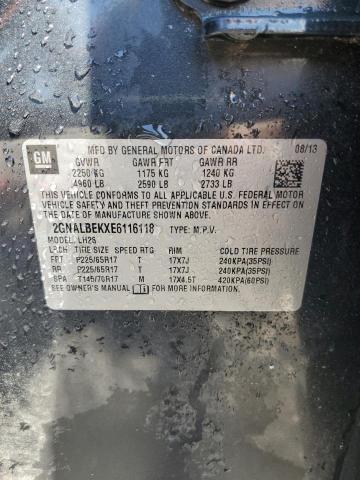 GM
MFD BY GENERAL MOTORS OF CANADA LTD. 08/13
GVWR GAWR FRT GAWR RR
2250 KG 1175 KG 1240 KG
4960 LB 2590 LB 2733 LB
THIS VEHICLE CONFORMS TO ALL APPLICABLE U.S. FEDERAL MOTOR
VEHICLE SAFETY, BUMPER, AND THEFT PREVENTION STANDARDS
IN EFFECT ON THE DATE OF MANUFACTURE SHOWN ABOVE.
2GNALBEKXE6116118 TYPE: M.P.V.
MODEL: LH26
LRCH TIRE SIZE SPEED RTG RIM COLD TIRE PRESSURE
FRT P225/65R17 T 17X7J 240KPA(35PSI)
RR P225/65R17 T 17X7J 240KPA(35PSI)
SPA T145/70R17 M 17X4.5T 420KPA(60PSI)
SEE OWNER'S MANUAL FOR ADDITIONAL INFORMATION.